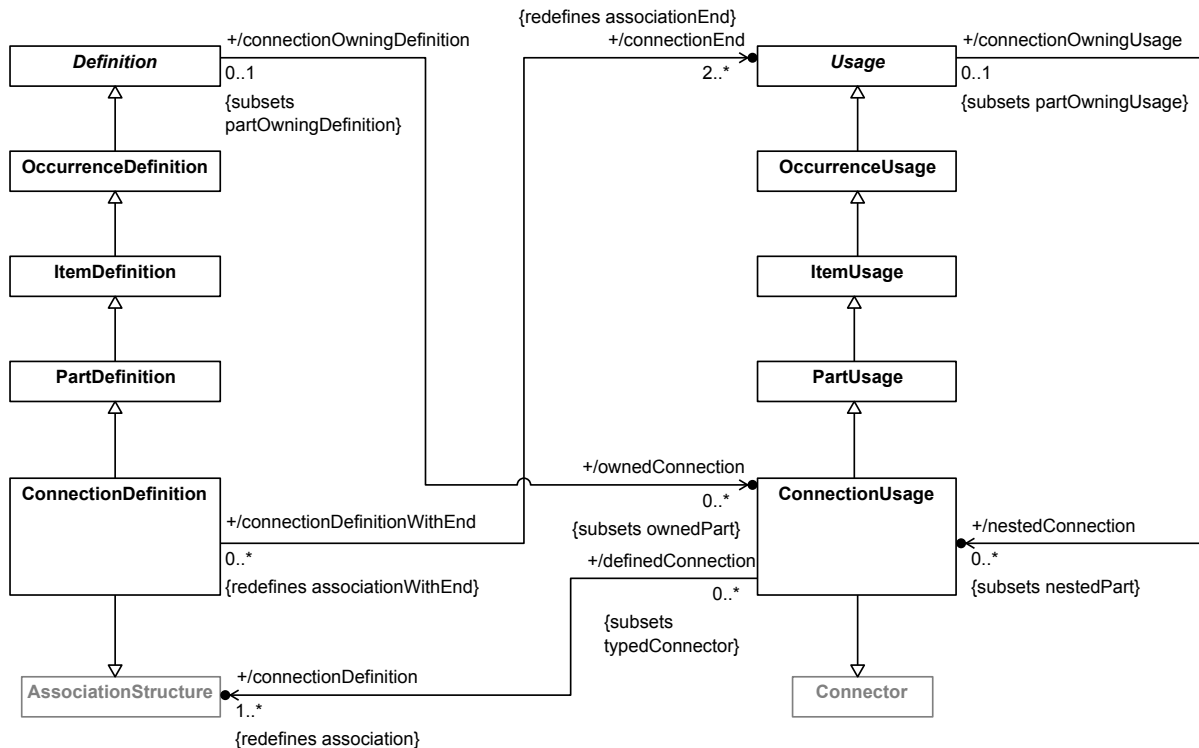 {redefines associationEnd}
+/connectionOwningDefinition
+/connectionEnd
+/connectionOwningUsage
Definition
Usage
0..1
2..*
0..1
{subsets
partOwningDefinition}
{subsets partOwningUsage}
OccurrenceDefinition
OccurrenceUsage
ItemDefinition
ItemUsage
PartDefinition
PartUsage
+/ownedConnection
ConnectionDefinition
ConnectionUsage
0..*
+/connectionDefinitionWithEnd
+/nestedConnection
{subsets ownedPart}
0..*
+/definedConnection
0..*
{redefines associationWithEnd}
0..*
{subsets nestedPart}
{subsets
typedConnector}
+/connectionDefinition
AssociationStructure
Connector
1..*
{redefines association}